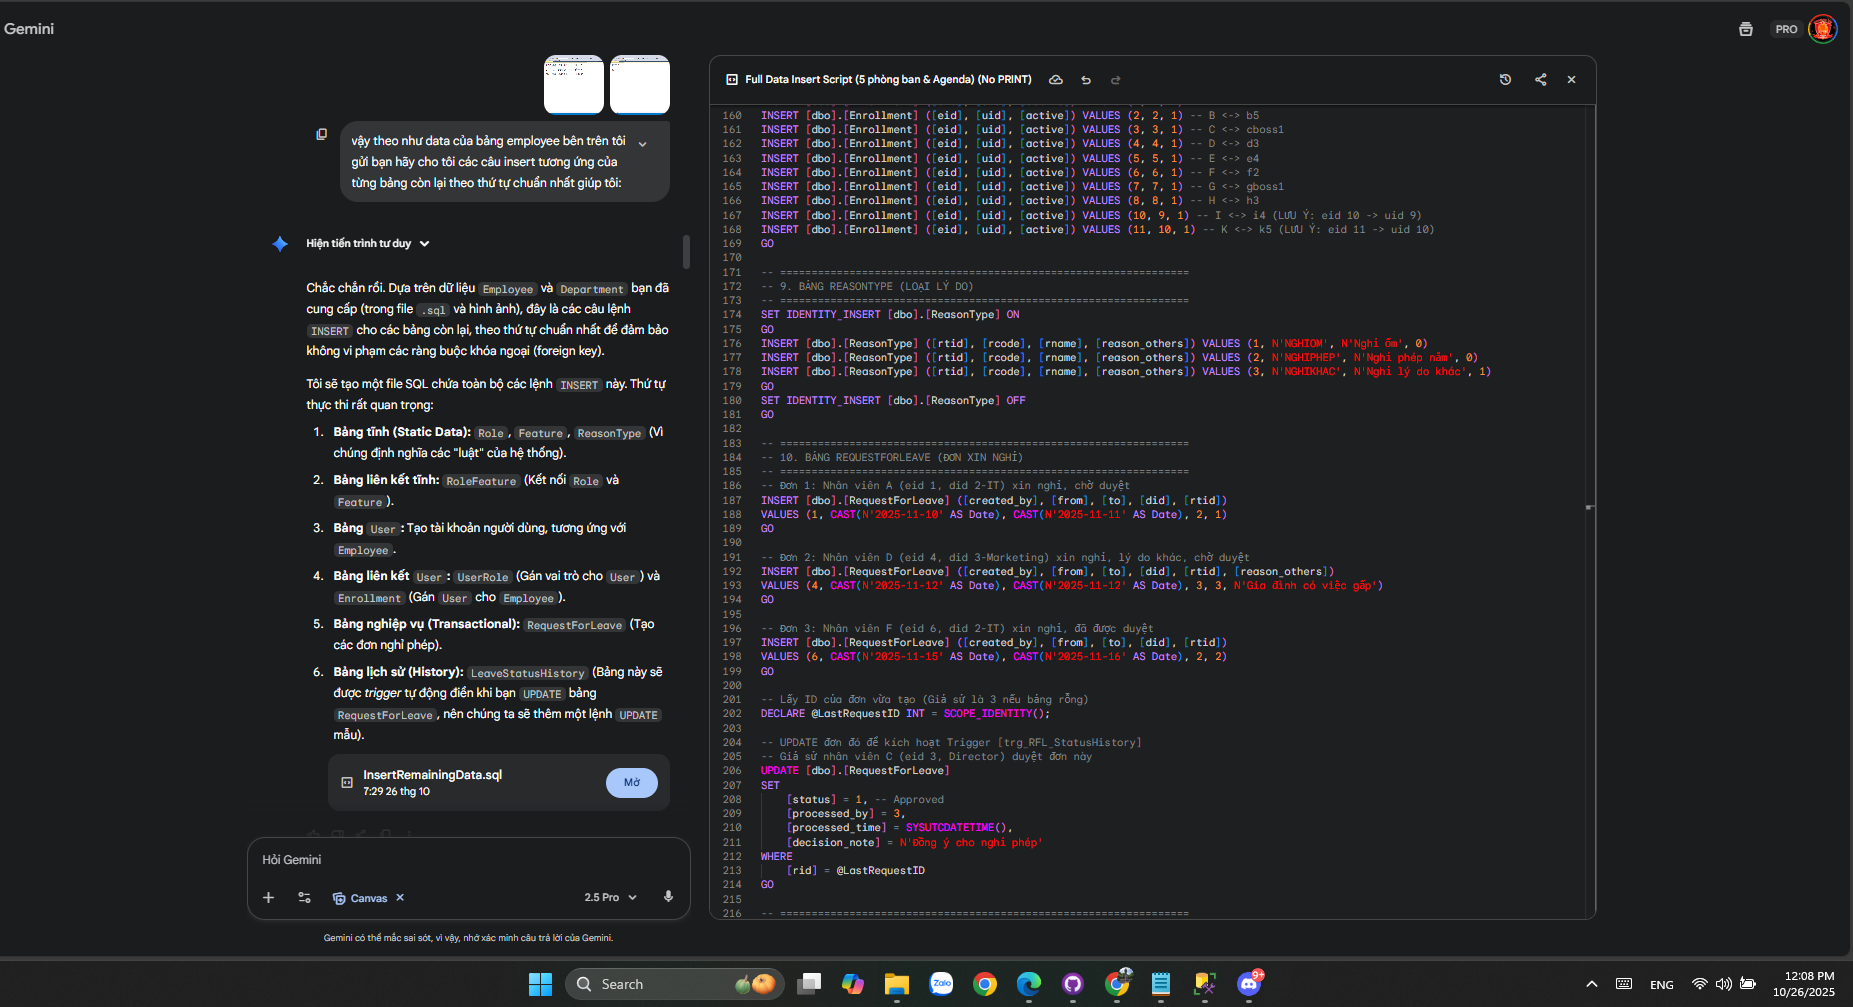 Gemini
PRO
vậy theo như data của bảng employee bên trên tôi
gửi bạn hãy cho tôi các câu insert tương ứng của
từng bảng còn lại theo thứ tự chuẩn nhất giúp tôi:
Hiện tiến trình tư duy
Chắc chắn rồi. Dựa trên dữ liệu Employee và Department bạn đã
cung cấp (trong file .sql và hình ảnh), đây là các câu lệnh
INSERT cho các bảng còn lại, theo thứ tự chuẩn nhất để đảm bảo
không vi phạm các ràng buộc khóa ngoại (foreign key).
Tôi sẽ tạo một file SQL chứa toàn bộ các lệnh INSERT này. Thứ tự
thực thi rất quan trọng:
1. Bảng tĩnh (Static Data): Role, Feature, ReasonType (Vì
chúng định nghĩa các "luật" của hệ thống).
2. Bảng liên kết tĩnh: RoleFeature (Kết nối Role và
Feature).
3. Bảng User: Tạo tài khoản người dùng, tương ứng với
Employee.
4. Bảng liên kết User: UserRole (Gán vai trò cho User) và
Enrollment (Gán User cho Employee).
5. Bảng nghiệp vụ (Transactional): RequestForLeave (Tạo
các đơn nghỉ phép).
6. Bảng lịch sử (History): LeaveStatusHistory (Bảng này sẽ
được trigger tự động điền khi bạn UPDATE bảng
RequestForLeave, nên chúng ta sẽ thêm một lệnh UPDATE
mẫu).
InsertRemainingData.sql
7:29 26 thg 10
Mở
Hỏi Gemini
Canvas
2.5 Pro
Gemini có thể mắc sai sót, vì vậy, nhớ xác minh câu trả lời của Gemini.
Full Data Insert Script (5 phòng ban & Agenda) (No PRINT)
160 INSERT [dbo].[Enrollment] ([eid], [uid], [active]) VALUES (2, 2, 1) -- B <-> b5
161 INSERT [dbo].[Enrollment] ([eid], [uid], [active]) VALUES (3, 3, 1) -- C <-> cboss1
162 INSERT [dbo].[Enrollment] ([eid], [uid], [active]) VALUES (4, 4, 1) -- D <-> d3
163 INSERT [dbo].[Enrollment] ([eid], [uid], [active]) VALUES (5, 5, 1) -- E <-> e4
164 INSERT [dbo].[Enrollment] ([eid], [uid], [active]) VALUES (6, 6, 1) -- F <-> f2
165 INSERT [dbo].[Enrollment] ([eid], [uid], [active]) VALUES (7, 7, 1) -- G <-> gboss1
166 INSERT [dbo].[Enrollment] ([eid], [uid], [active]) VALUES (8, 8, 1) -- H <-> h3
167 INSERT [dbo].[Enrollment] ([eid], [uid], [active]) VALUES (10, 9, 1) -- I <-> i4 (LƯU Ý: eid 10 -> uid 9)
168 INSERT [dbo].[Enrollment] ([eid], [uid], [active]) VALUES (11, 10, 1) -- K <-> k5 (LƯU Ý: eid 11 -> uid 10)
169 GO
170
171 -- =================================================================
172 -- 9. BẢNG REASONTYPE (LOẠI LÝ DO)
173 -- =================================================================
174 SET IDENTITY_INSERT [dbo].[ReasonType] ON
175 GO
176 INSERT [dbo].[ReasonType] ([rtid], [rcode], [rname], [reason_others]) VALUES (1, N'NGHIOM', N'Nghỉ ốm', 0)
177 INSERT [dbo].[ReasonType] ([rtid], [rcode], [rname], [reason_others]) VALUES (2, N'NGHIPHEP', N'Nghỉ phép năm', 0)
178 INSERT [dbo].[ReasonType] ([rtid], [rcode], [rname], [reason_others]) VALUES (3, N'NGHIKHAC', N'Nghỉ lý do khác', 1)
179 GO
180 SET IDENTITY_INSERT [dbo].[ReasonType] OFF
181 GO
182
183 -- =================================================================
184 -- 10. BẢNG REQUESTFORLEAVE (ĐƠN XIN NGHỈ)
185 -- =================================================================
186 -- Đơn 1: Nhân viên A (eid 1, did 2-IT) xin nghỉ, chờ duyệt
187 INSERT [dbo].[RequestForLeave] ([created_by], [from], [to], [did], [rtid])
188 VALUES (1, CAST(N'2025-11-10' AS Date), CAST(N'2025-11-11' AS Date), 2, 1)
189 GO
190
191 -- Đơn 2: Nhân viên D (eid 4, did 3-Marketing) xin nghỉ, lý do khác, chờ duyệt
192 INSERT [dbo].[RequestForLeave] ([created_by], [from], [to], [did], [rtid], [reason_others])
193 VALUES (4, CAST(N'2025-11-12' AS Date), CAST(N'2025-11-12' AS Date), 3, 3, N'Gia đình có việc gấp')
194 GO
195
196 -- Đơn 3: Nhân viên F (eid 6, did 2-IT) xin nghỉ, đã được duyệt
197 INSERT [dbo].[RequestForLeave] ([created_by], [from], [to], [did], [rtid])
198 VALUES (6, CAST(N'2025-11-15' AS Date), CAST(N'2025-11-16' AS Date), 2, 2)
199 GO
200
201 -- Lấy ID của đơn vừa tạo (Giả sử là 3 nếu bảng rỗng)
202 DECLARE @LastRequestID INT = SCOPE_IDENTITY();
203
204 -- UPDATE đơn đó để kích hoạt Trigger [trg_RFL_StatusHistory]
205 -- Giả sử nhân viên C (eid 3, Director) duyệt đơn này
206 UPDATE [dbo].[RequestForLeave]
207 SET
208 [status] = 1, -- Approved
209 [processed_by] = 3,
210 [processed_time] = SYSUTCDATETIME(),
211 [decision_note] = N'Đồng ý cho nghỉ phép'
212 WHERE
213 [rid] = @LastRequestID
214 GO
215
216 -- =================================================================
Search
Zalo
9+
ENG
12:08 PM
10/26/2025